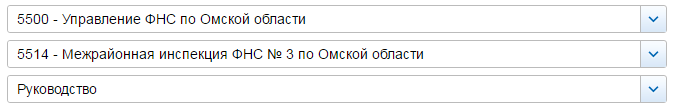 5500 - Управление ФНС по Омской области
5514 - Межрайонная инспекция ФНС № 3 по Омской области
Руководство